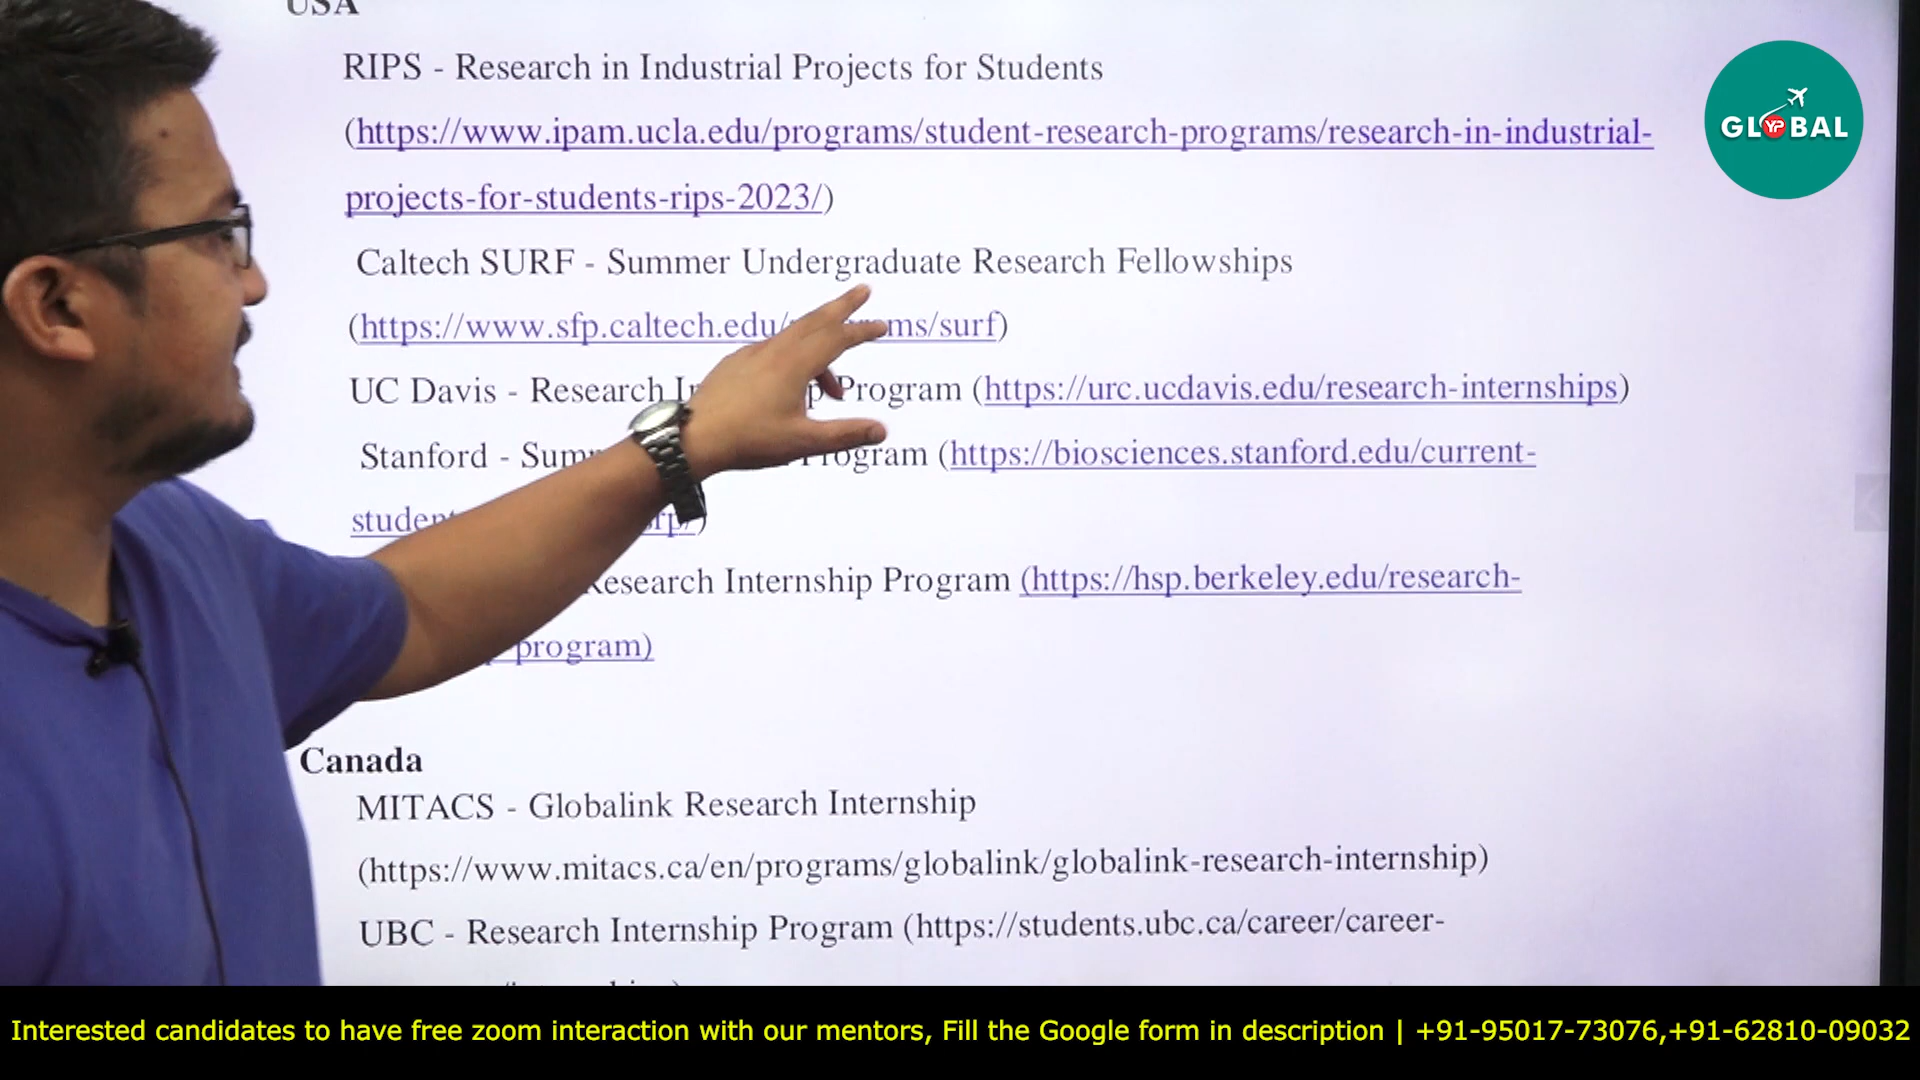 USA
RIPS - Research in Industrial Projects for Students
GLOBAL
YP
(https://www.ipam.ucla.edu/programs/student-research-programs/research-in-industrial-
projects-for-students-rips-2023/)
Caltech SURF - Summer Undergraduate Research Fellowships
(https://www.sfp.caltech.edu/ms/surf)
UC Davis - Research Program (https://urc.ucdavis.edu/research-internships)
Stanford - Program (https://biosciences.stanford.edu/current-
Research Internship Program (https://hsp.berkeley.edu/research-
program)
Canada
MITACS - Globalink Research Internship
(https://www.mitacs.ca/en/programs/globalink/globalink-research-internship)
UBC - Research Internship Program (https://students.ubc.ca/career/career-
Interested candidates to have free zoom interaction with our mentors, Fill the Google form in description | +91-95017-73076,+91-62810-09032